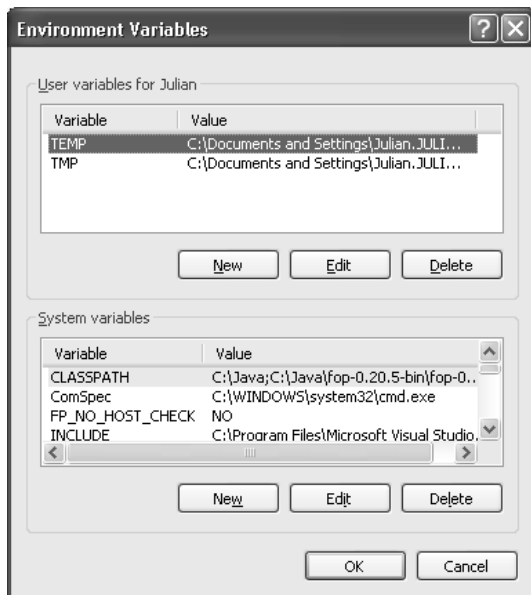 Environment Variables
User variables for Julian
Variable Value
TEMP C:\Documents and Settings\Julian.JULI...
TMP C:\Documents and Settings\Julian.JULI...
New Edit Delete
System variables
Variable Value
CLASSPATH C:\Java;C:\Java\fop-0.20.5-bin\fop-0..
ComSpec C:\WINDOWS\system32\cmd.exe
FP_NO_HOST_CHECK NO
INCLUDE C:\Program Files\Microsoft Visual Studio.
New Edit Delete
OK Cancel